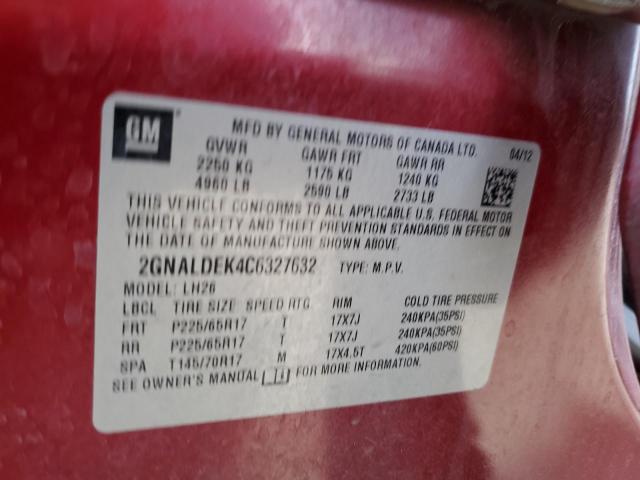 GM
MFD BY GENERAL MOTORS OF CANADA LTD. 04/12
GVWR GAWR FRT GAWR RR
2250 KG 1175 KG 1240 KG
4960 LB 2590 LB 2733 LB
THIS VEHICLE CONFORMS TO ALL APPLICABLE U.S. FEDERAL MOTOR
VEHICLE SAFETY AND THEFT PREVENTION STANDARDS IN EFFECT ON
THE DATE OF MANUFACTURE SHOWN ABOVE.
2GNALDEK4C6327632 TYPE: M.P.V.
MODEL: LH26
LBCL TIRE SIZE SPEED RTG RIM COLD TIRE PRESSURE
FRT P225/65R17 T 17X7J 240KPA(35PSI)
RR P225/65R17 T 17X7J 240KPA(35PSI)
SPA T145/70R17 M 17X4.5T 420KPA(60PSI)
SEE OWNER'S MANUAL FOR MORE INFORMATION.